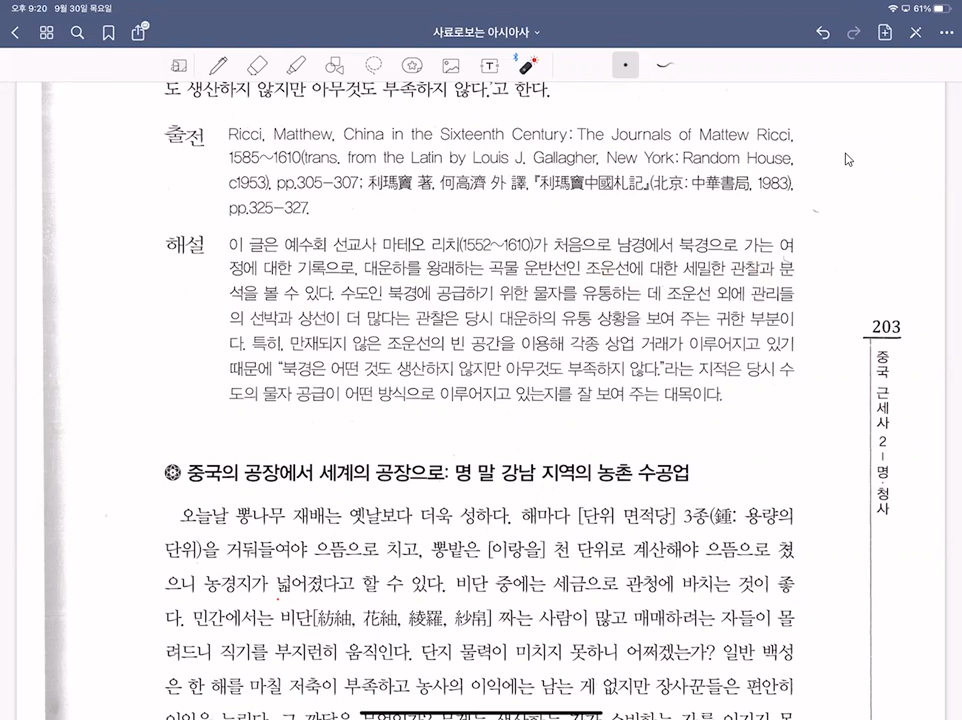 오후 9:20 9월 30일 목요일
61%
사료로보는 아시아사
도 생산하지 않지만 아무것도 부족하지 않다.'고 한다.
출전 Ricci, Matthew, China in the Sixteenth Century: The Journals of Mattew Ricci,
1585~1610(trans. from the Latin by Louis J. Gallagher, New York: Random House,
c1953), pp.305-307; 利瑪竇 著, 何高濟 外 譯, 『利瑪竇中國札記』(北京: 中華書局, 1983),
pp.325-327.
해설 이 글은 예수회 선교사 마테오 리치(1552~1610)가 처음으로 남경에서 북경으로 가는 여
정에 대한 기록으로, 대운하를 왕래하는 곡물 운반선인 조운선에 대한 세밀한 관찰과 분
석을 볼 수 있다. 수도인 북경에 공급하기 위한 물자를 유통하는 데 조운선 외에 관리들
의 선박과 상선이 더 많다는 관찰은 당시 대운하의 유통 상황을 보여 주는 귀한 부분이
다. 특히, 만재되지 않은 조운선의 빈 공간을 이용해 각종 상업 거래가 이루어지고 있기
때문에 "북경은 어떤 것도 생산하지 않지만 아무것도 부족하지 않다."라는 지적은 당시 수
도의 물자 공급이 어떤 방식으로 이루어지고 있는지를 잘 보여 주는 대목이다.
203
중국 근세사 2-명·청사
중국의 공장에서 세계의 공장으로: 명 말 강남 지역의 농촌 수공업
오늘날 뽕나무 재배는 옛날보다 더욱 성하다. 해마다 [단위 면적당] 3종(鍾: 용량의
단위)을 거둬들여야 으뜸으로 치고, 뽕밭은 [이랑을] 천 단위로 계산해야 으뜸으로 쳤
으니 농경지가 넓어졌다고 할 수 있다. 비단 중에는 세금으로 관청에 바치는 것이 좋
다. 민간에서는 비단[紡紬, 花紬, 綾羅, 紗帛] 짜는 사람이 많고 매매하려는 자들이 몰
려드니 직기를 부지런히 움직인다. 단지 물력이 미치지 못하니 어쩌겠는가? 일반 백성
은 한 해를 마칠 저축이 부족하고 농사의 이익에는 남는 게 없지만 장사꾼들은 편안히